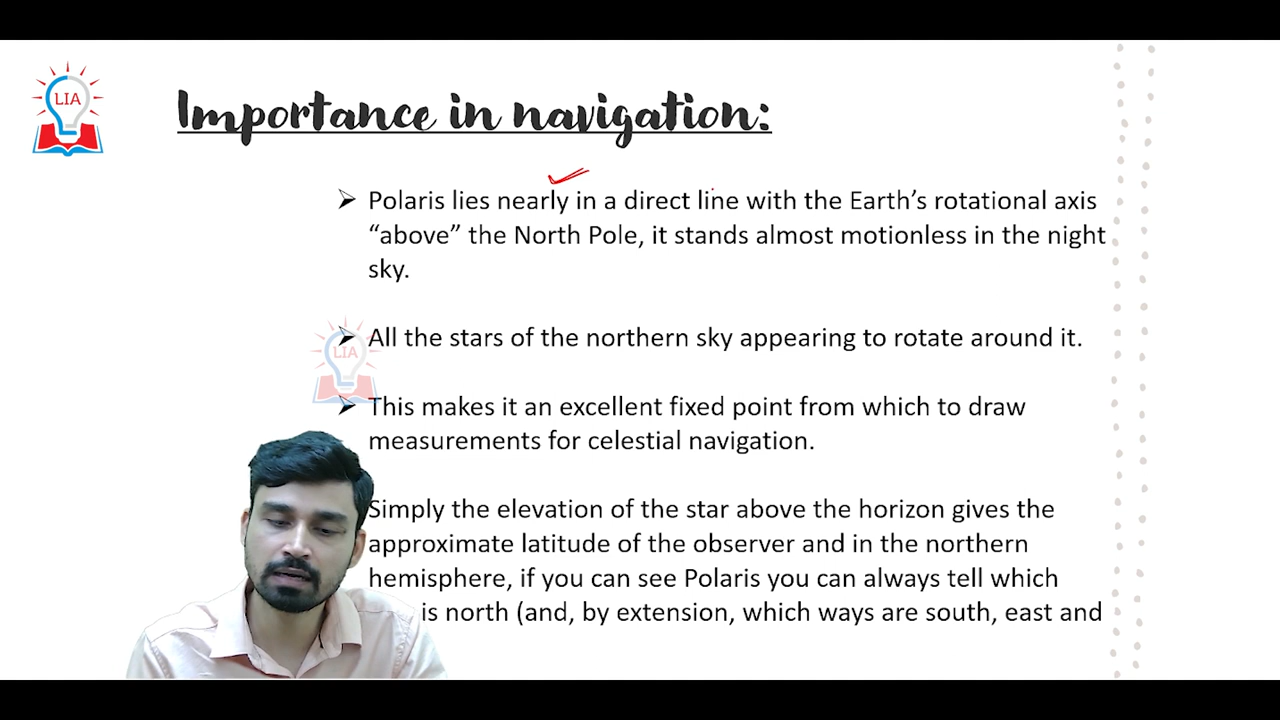 LIA
Importance in navigation:
Polaris lies nearly in a direct line with the Earth’s rotational axis
“above” the North Pole, it stands almost motionless in the night
sky.
All the stars of the northern sky appearing to rotate around it.
LIA
This makes it an excellent fixed point from which to draw
measurements for celestial navigation.
Simply the elevation of the star above the horizon gives the
approximate latitude of the observer and in the northern
hemisphere, if you can see Polaris you can always tell which
is north (and, by extension, which ways are south, east and